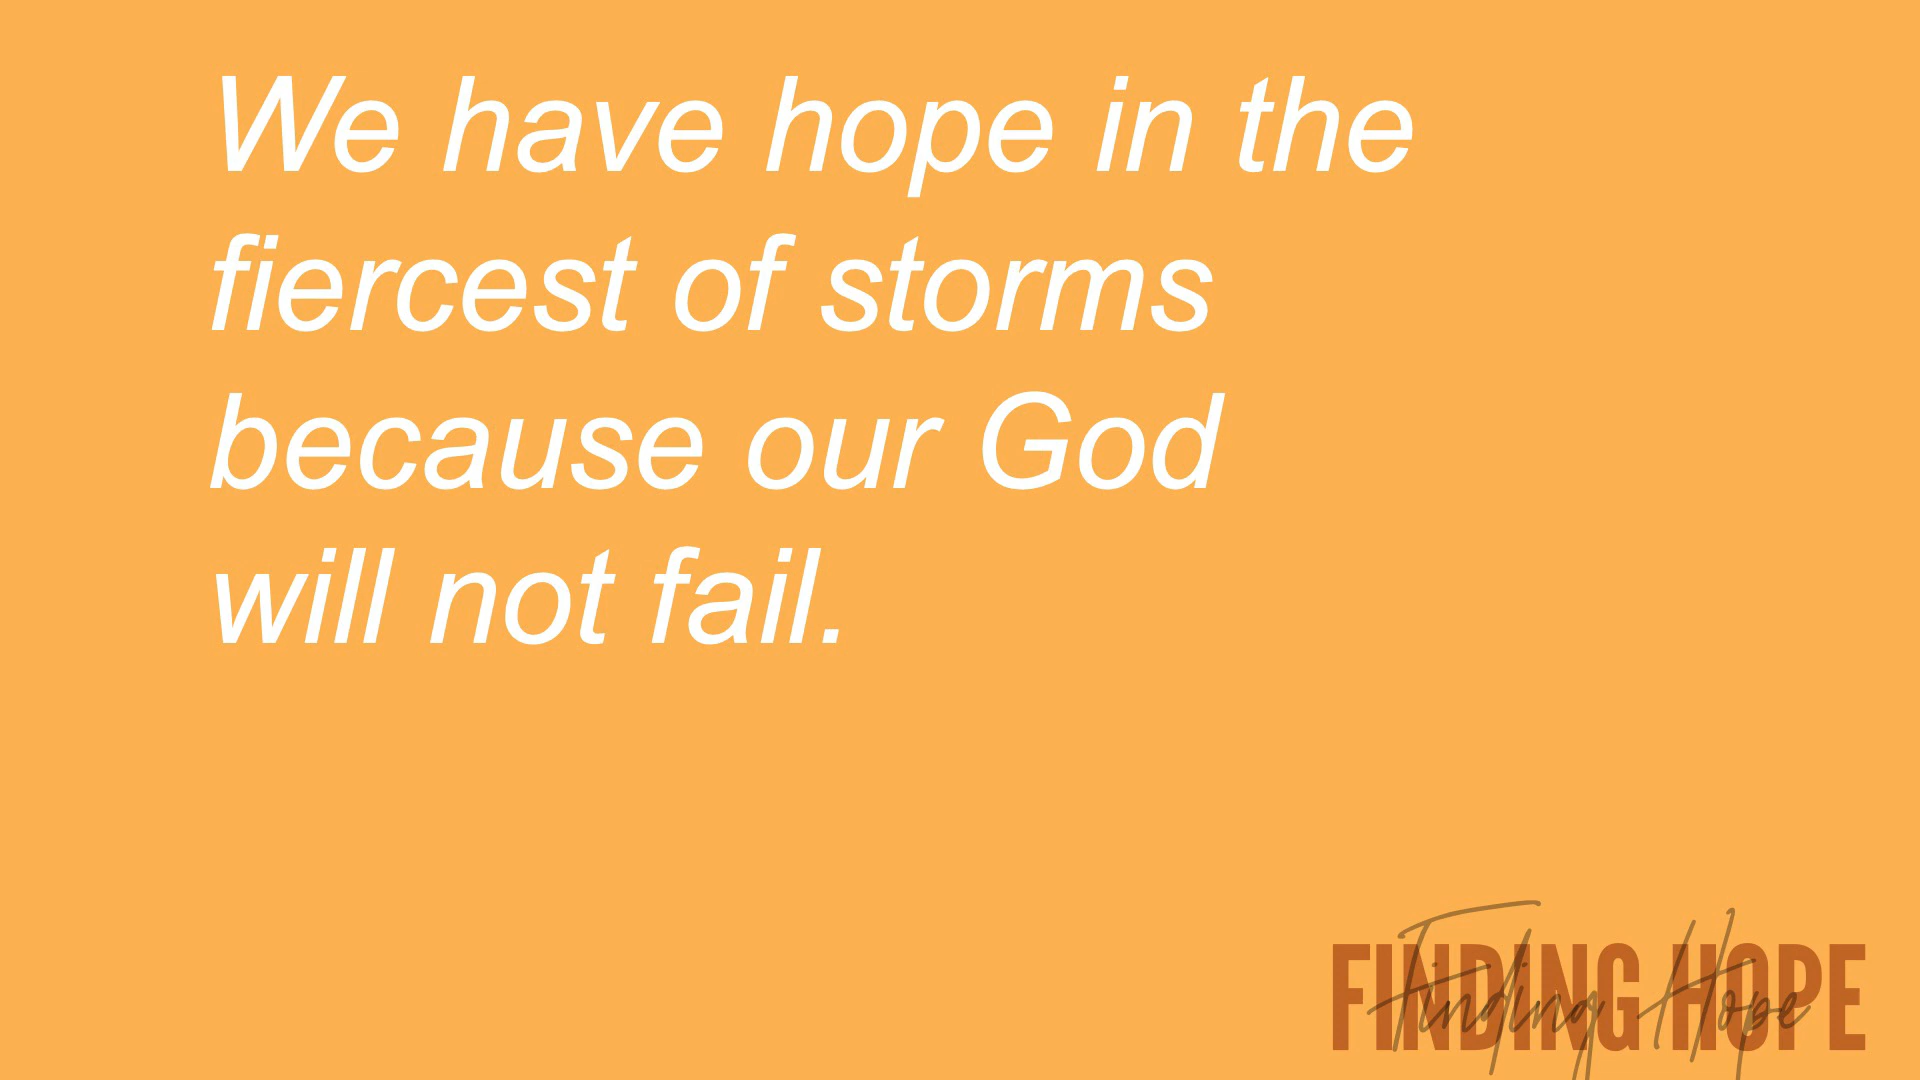 We have hope in the
fiercest of storms
because our God
will not fail.
FINDING HOPE
Finding Hope